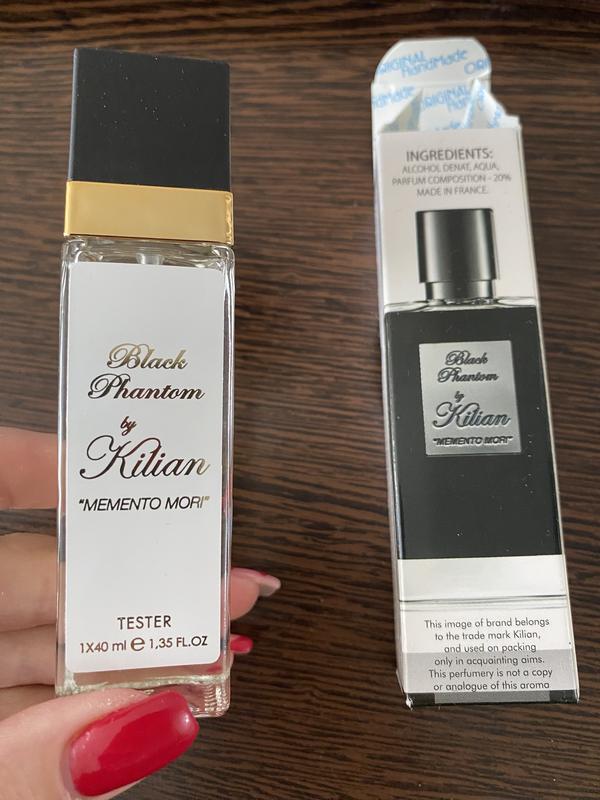 Black
Phantom
by
Kilian
"MEMENTO MORI"
TESTER
1X40 ml e 1,35 FL.OZ
ORIGINAL
HandMade
ORIGINAL
INGREDIENTS:
ALCOHOL DENAT, AQUA,
PARFUM COMPOSITION - 20%
MADE IN FRANCE.
Black
Phantom
by
Kilian
"MEMENTO MORI"
This image of brand belongs
to the trade mark Kilian,
and used on packing
only in acquainting aims.
This perfumery is not a copy
or analogue of this aroma